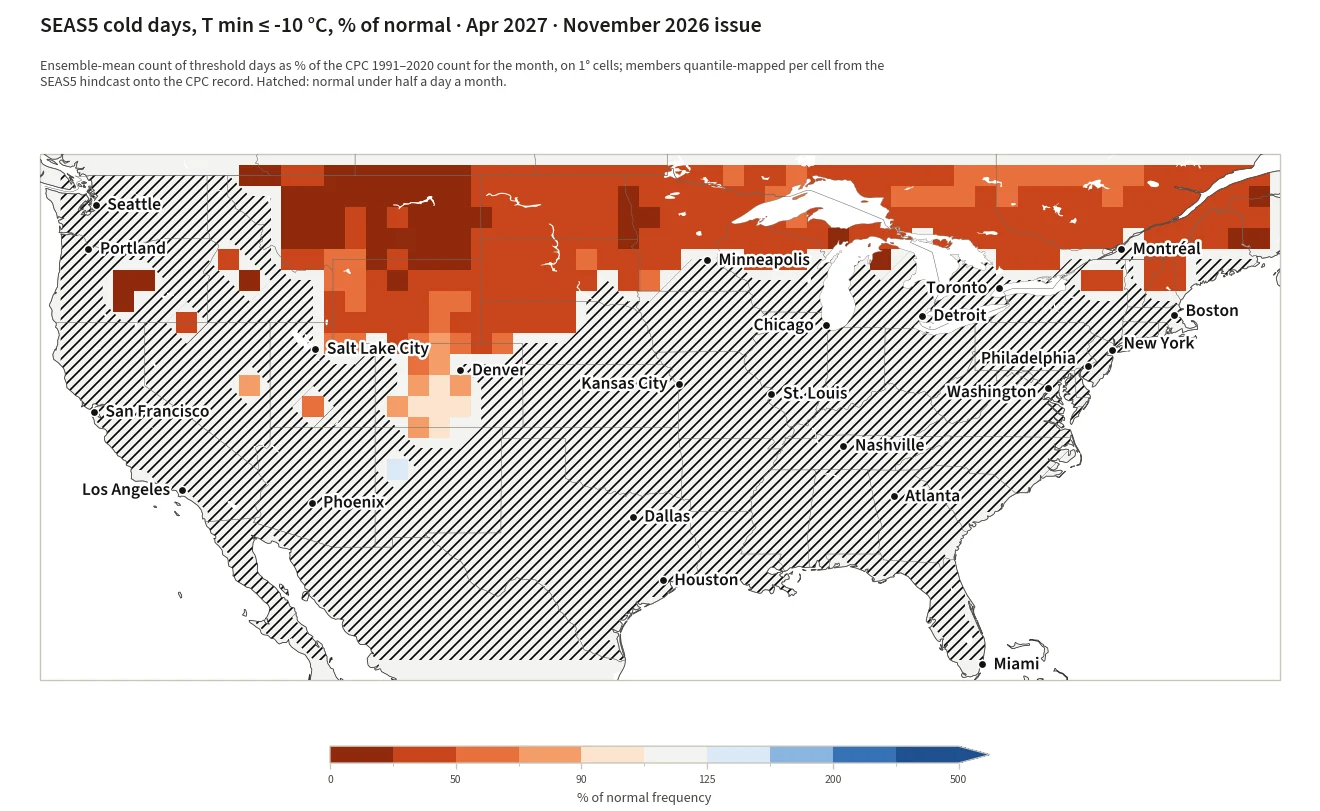 SEAS5 cold days, T min ≤ -10 °C, % of normal · Apr 2027 · November 2026 issue
Ensemble-mean count of threshold days as % of the CPC 1991–2020 count for the month, on 1° cells; members quantile-mapped per cell from the
SEAS5 hindcast onto the CPC record. Hatched: normal under half a day a month.
Seattle
Portland
Montréal
Minneapolis
Toronto
Boston
Detroit
Chicago
New York
Salt Lake City
Philadelphia
Denver
Kansas City
Washington
St. Louis
San Francisco
Nashville
Los Angeles
Phoenix
Atlanta
Dallas
Houston
Miami
0 50 90 125 200 500
% of normal frequency